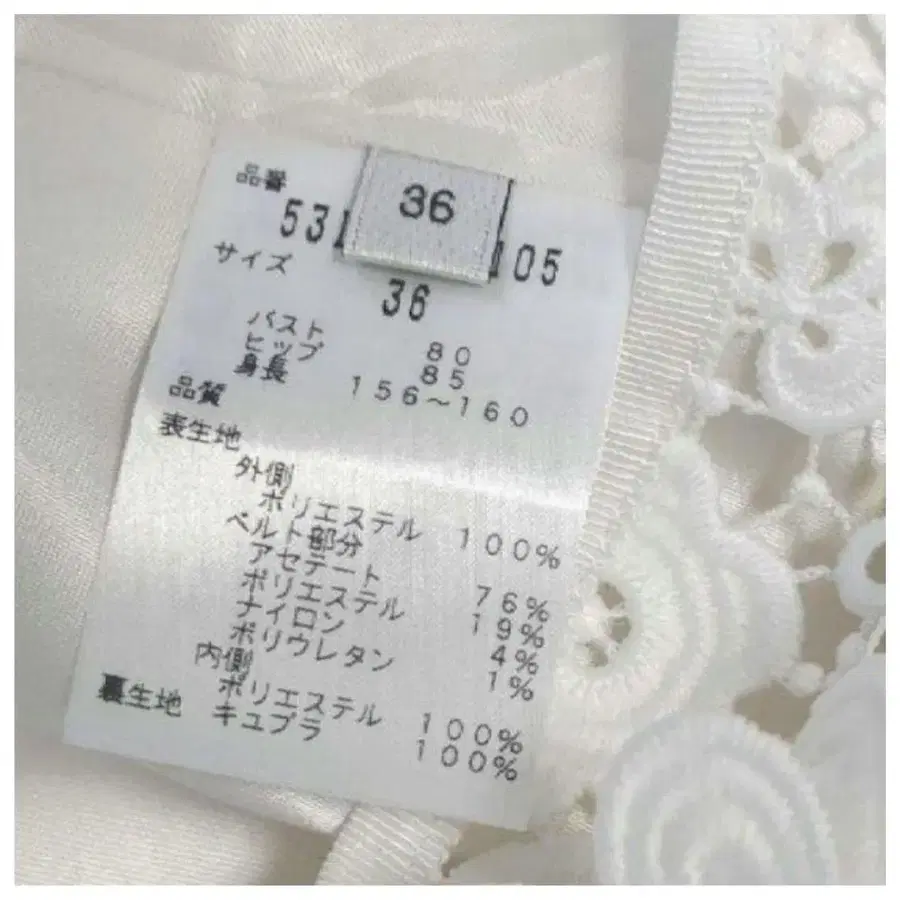 品番
36
531 105
サイズ
36
バスト 80
ヒップ 85
身長 156～160
品質
表生地
外側
ポリエステル 100%
ベルト部分
アセテート 76%
ポリエステル 19%
ナイロン 4%
ポリウレタン 1%
内側
ポリエステル 100%
裏生地 キュプラ 100%